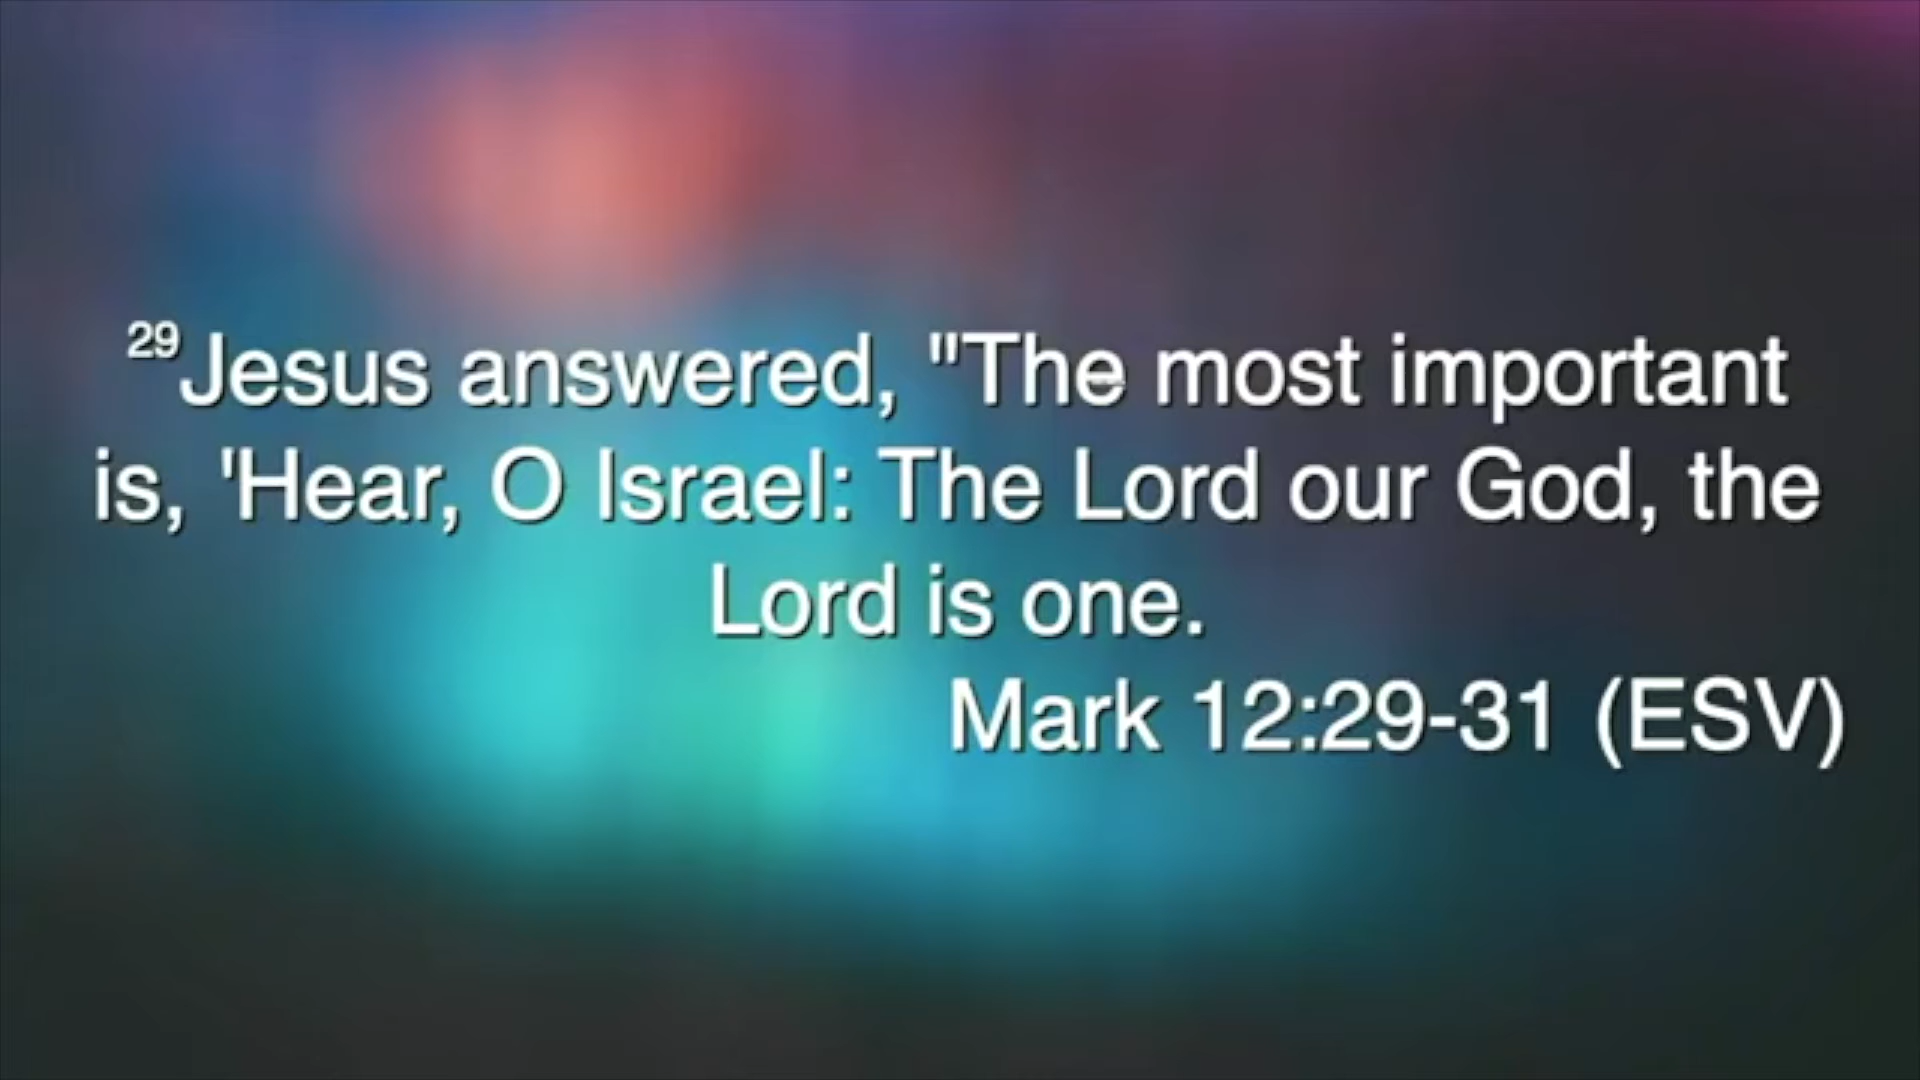 29Jesus answered, "The most important
is, 'Hear, O Israel: The Lord our God, the
Lord is one.
Mark 12:29-31 (ESV)